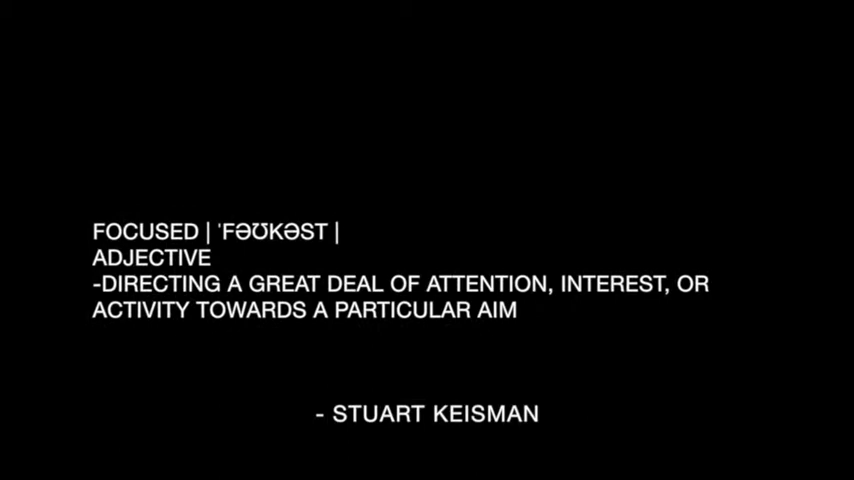 FOCUSED | ˈFƏƱKƏST |
ADJECTIVE
-DIRECTING A GREAT DEAL OF ATTENTION, INTEREST, OR
ACTIVITY TOWARDS A PARTICULAR AIM
- STUART KEISMAN